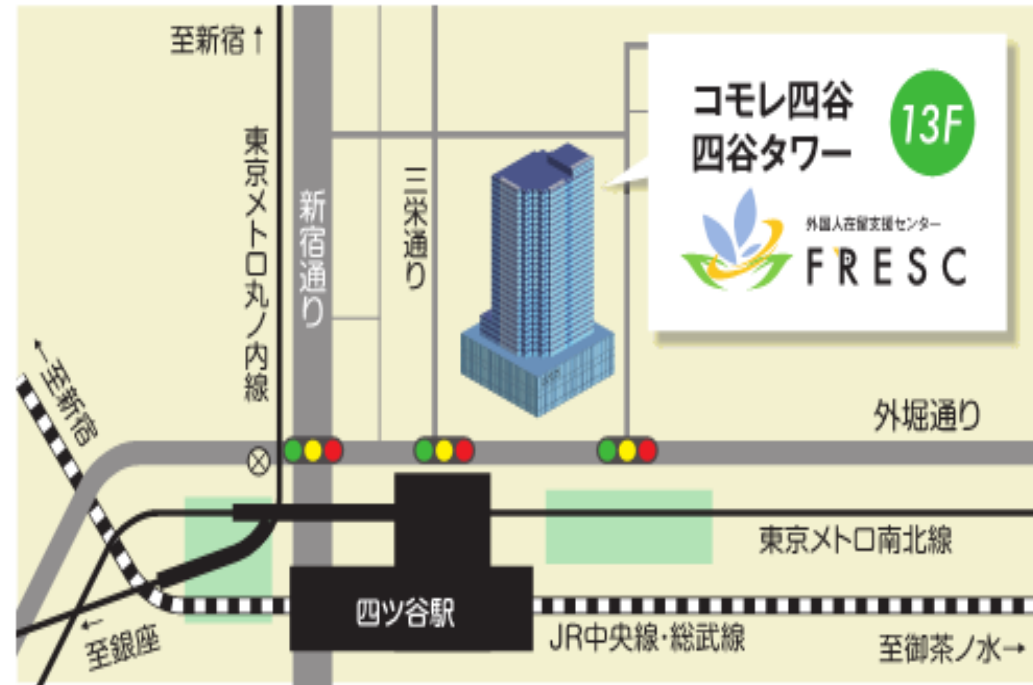 至新宿↑
コモレ四谷
四谷タワー
13F
外国人在留支援センター
FRESC
東京メトロ丸ノ内線
新宿通り
三栄通り
←至新宿
外堀通り
東京メトロ南北線
四ツ谷駅
JR中央線・総武線
←
至銀座
至御茶ノ水→